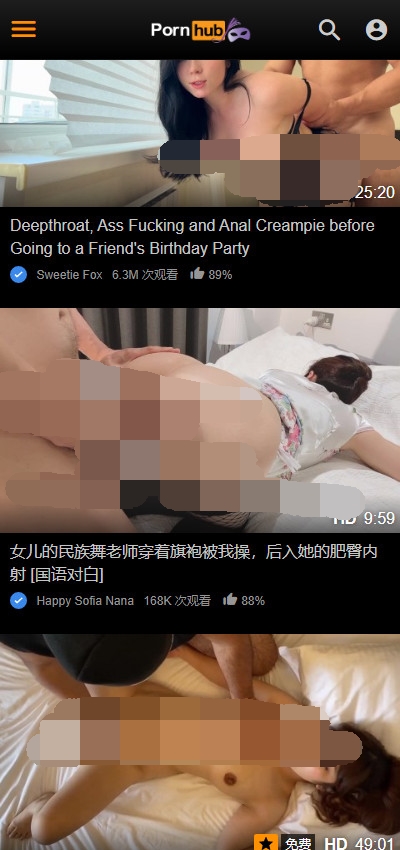 Pornhub
25:20
Deepthroat, Ass Fucking and Anal Creampie before
Going to a Friend's Birthday Party
Sweetie Fox 6.3M 次观看 89%
HD 9:59
女儿的民族舞老师穿着旗袍被我操，后入她的肥臀内
射 [国语对白]
Happy Sofia Nana 168K 次观看 88%
免费 HD 49:01